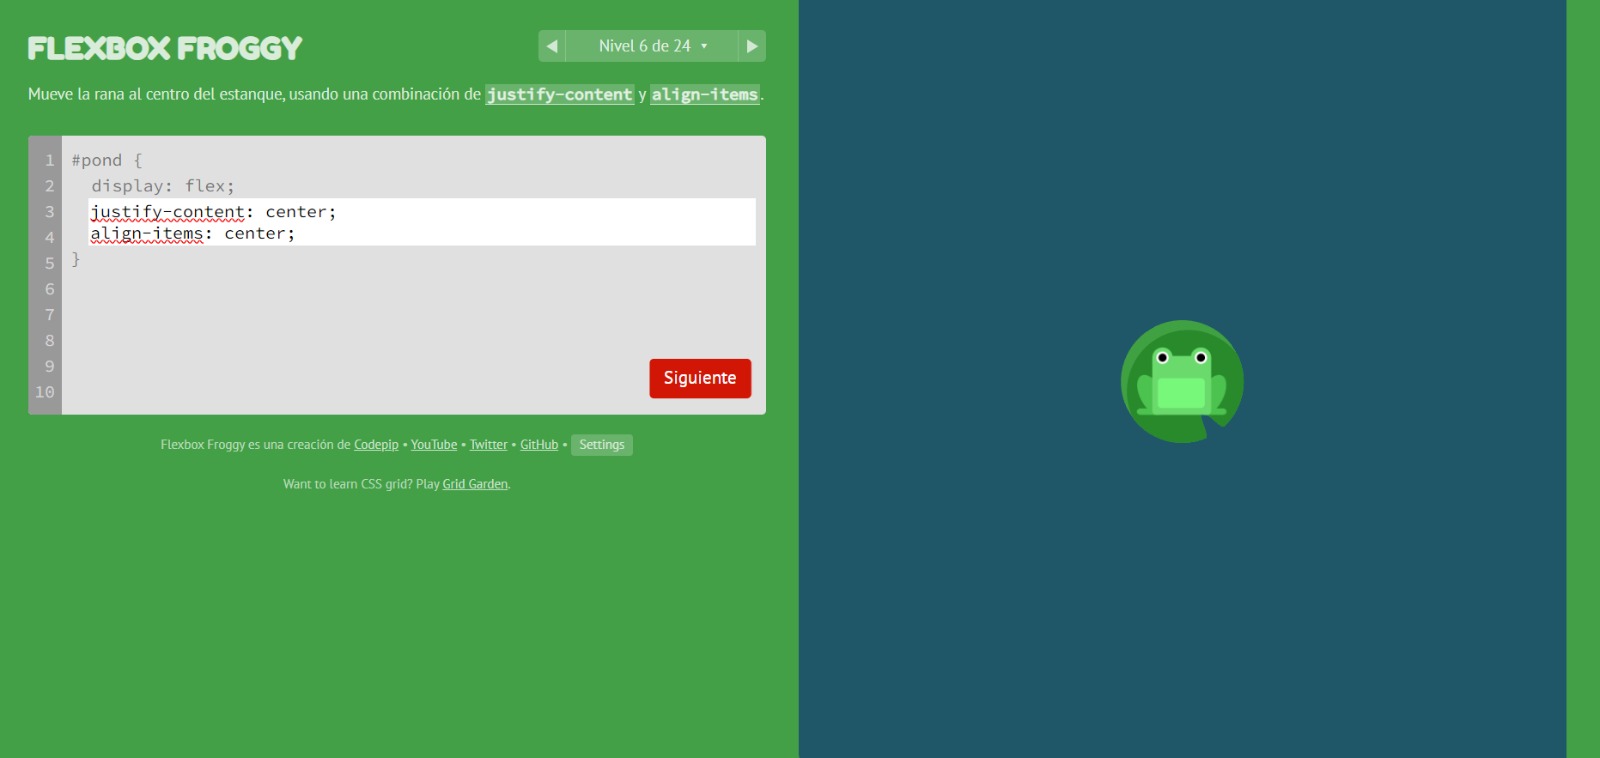 FLEXBOX FROGGY
◀ Nivel 6 de 24 ▾ ▶
Mueve la rana al centro del estanque, usando una combinación de justify-content y align-items.
1 #pond {
2 display: flex;
3 justify-content: center;
4 align-items: center;
5 }
6
7
8
9
10
Siguiente
Flexbox Froggy es una creación de Codepip • YouTube • Twitter • GitHub • Settings
Want to learn CSS grid? Play Grid Garden.